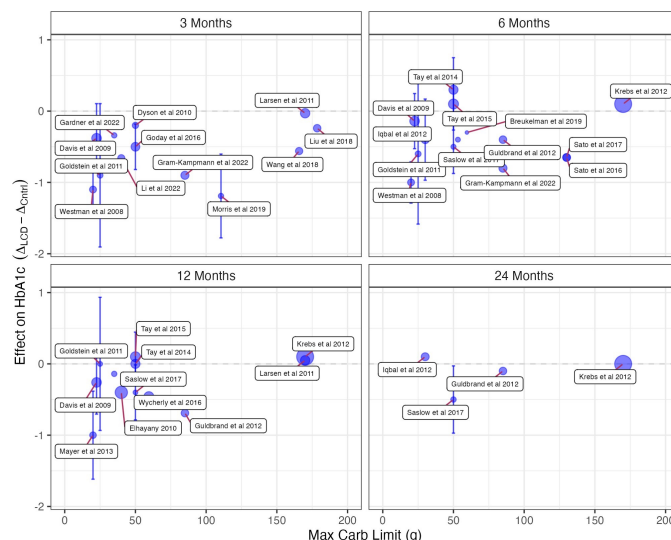 3 Months
6 Months
Effect on HbA1c (ΔLCD − ΔCntrl)
1
0
-1
-2
Gardner et al 2022
Dyson et al 2010
Larsen et al 2011
Davis et al 2009
Goday et al 2016
Liu et al 2018
Goldstein et al 2011
Gram-Kampmann et al 2022
Wang et al 2018
Li et al 2022
Westman et al 2008
Morris et al 2019
Tay et al 2014
Krebs et al 2012
Davis et al 2009
Tay et al 2015
Breukelman et al 2019
Iqbal et al 2012
Guldbrand et al 2012
Sato et al 2017
Saslow et al 2017
Goldstein et al 2011
Sato et al 2016
Gram-Kampmann et al 2022
Westman et al 2008
12 Months
24 Months
1
0
-1
-2
Tay et al 2015
Krebs et al 2012
Goldstein et al 2011
Tay et al 2014
Larsen et al 2011
Saslow et al 2017
Davis et al 2009
Wycherly et al 2016
Elhayany 2010
Guldbrand et al 2012
Mayer et al 2013
Iqbal et al 2012
Krebs et al 2012
Guldbrand et al 2012
Saslow et al 2017
0 50 100 150 200
0 50 100 150 200
Max Carb Limit (g)